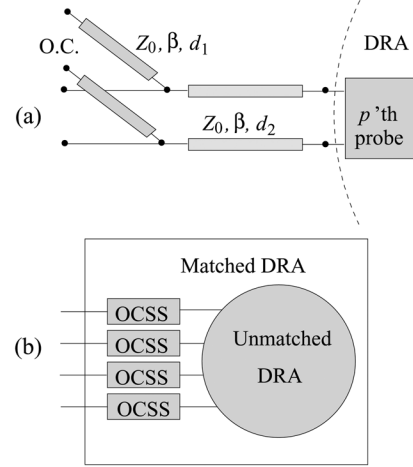 O.C.
Z₀, β, d₁
DRA
(a)
p'th
probe
Z₀, β, d₂
Matched DRA
(b)
OCSS
OCSS
OCSS
OCSS
Unmatched
DRA